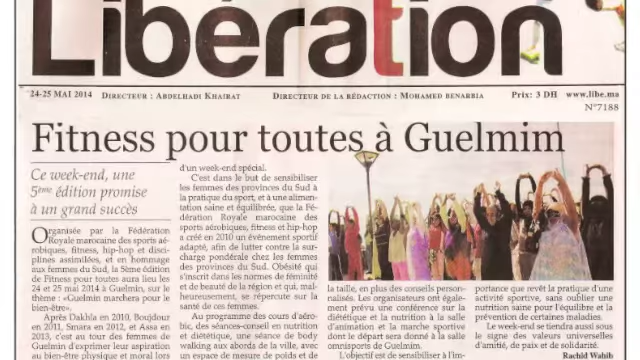 Libération
24-25 MAI 2014 DIRECTEUR : ABDELHADI KHAIRAT DIRECTEUR DE LA RÉDACTION : MOHAMED BENARBIA PRIX: 3 DH www.libe.ma
N°7188
Fitness pour toutes à Guelmim
Ce week-end, une
5ème édition promise
à un grand succès
Organisée par la Fédération
Royale marocaine des sports aé-
robiques, fitness, hip-hop et disci-
plines assimilées, et en hommage
aux femmes du Sud, la 5ème édition
de Fitness pour toutes aura lieu les
24 et 25 mai 2014 à Guelmin, sur le
thème : «Guelmin marchera pour le
bien-être».
Après Dakhla en 2010, Boujdour
en 2011, Smara en 2012, et Assa en
2013, c'est au tour des femmes de
Guelmin d'exprimer leur aspiration
au bien-être physique et moral lors
d'un week-end spécial.
C'est dans le but de sensibiliser
les femmes des provinces du Sud à
la pratique du sport, et à une alimen-
tation saine et équilibrée, que la Fé-
dération Royale marocaine des
sports aérobiques, fitness et hip-hop
a créé en 2010 un évènement sportif
adapté, afin de lutter contre la sur-
charge pondérale chez les femmes
des provinces du Sud. Obésité qui
s'inscrit dans les normes de féminité
et de beauté de la région et qui, mal-
heureusement, se répercute sur la
santé de ces femmes.
Au programme des cours d'aéro-
bic, des séances-conseil en nutrition
et diététique, une séance de body
walking aux abords de la ville, avec
un espace de mesure de poids et de
la taille, en plus des conseils person-
nalisés. Les organisateurs ont égale-
ment prévu une conférence sur la
diététique et la nutrition à la salle
d'animation et la marche sportive
dont le départ sera donné à la salle
omnisports de Guelmim.
L'objectif est de sensibiliser à l'im-
portance que revêt la pratique d'une
activité sportive, sans oublier une
nutrition saine pour l'équilibre et la
prévention de certaines maladies.
Ce week-end se tiendra aussi sous
le signe des valeurs universelles
d'amitié, de paix et de solidarité.
Rachid Wahib